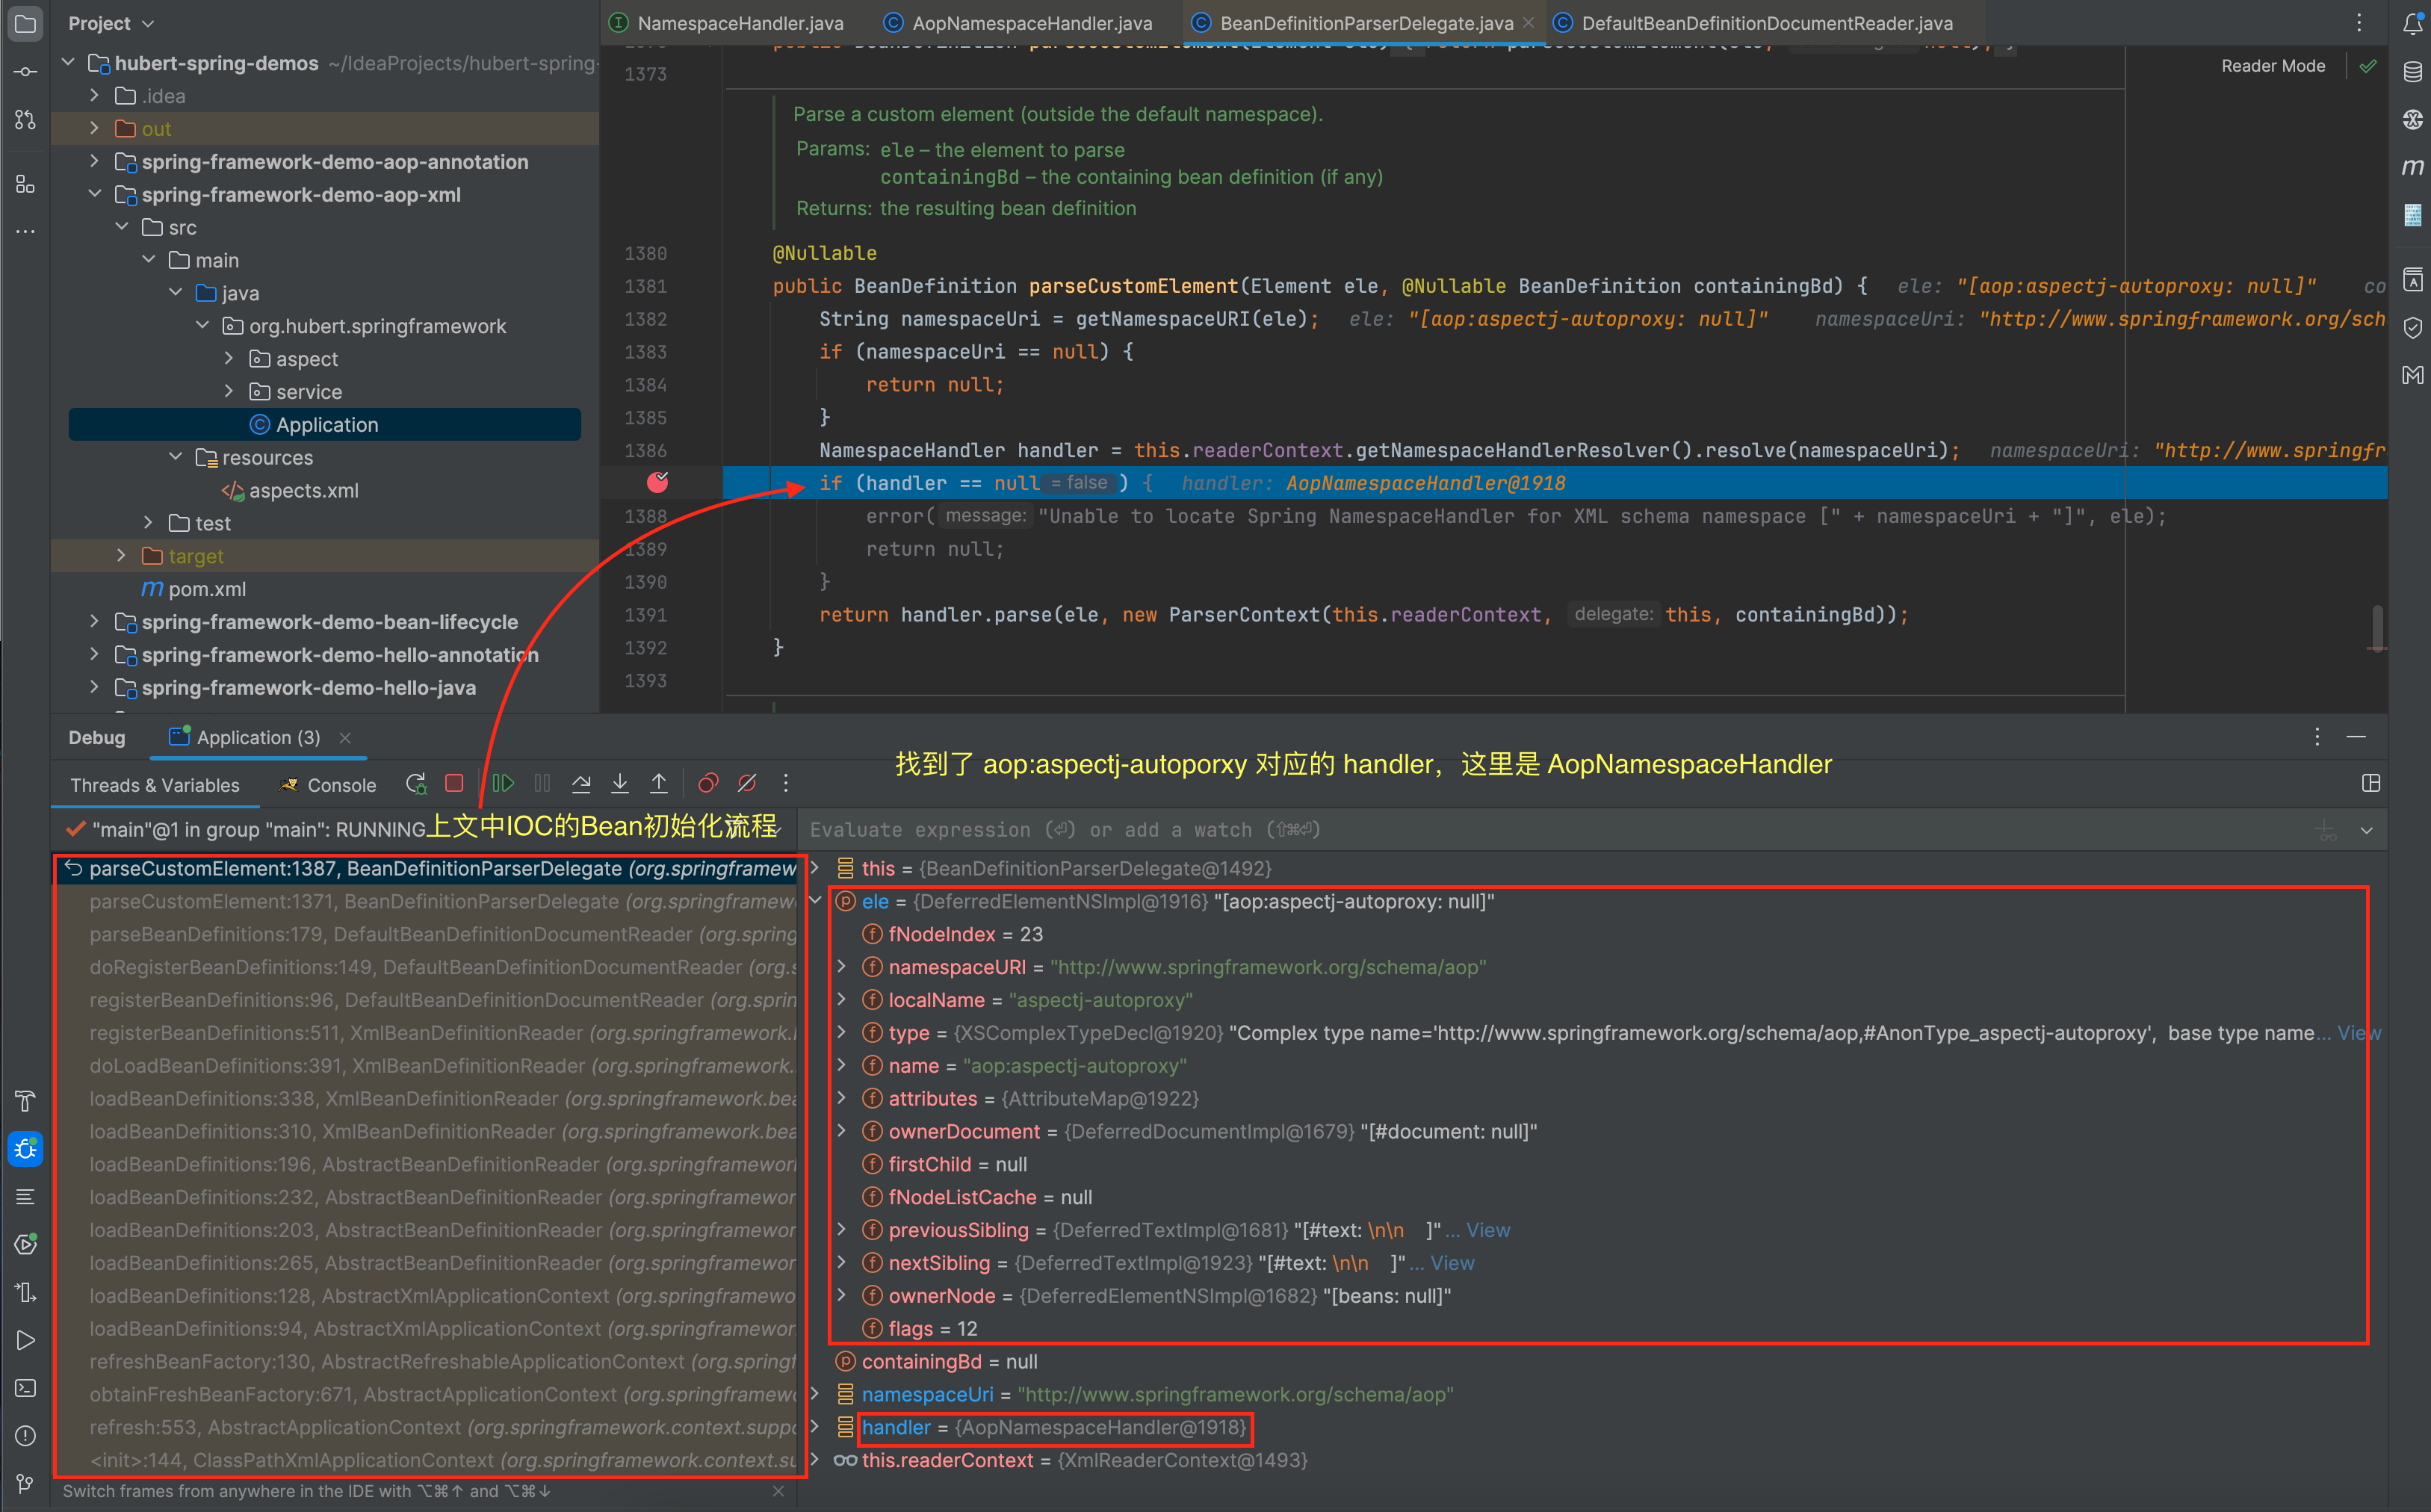 Project
NamespaceHandler.java
AopNamespaceHandler.java
BeanDefinitionParserDelegate.java
DefaultBeanDefinitionDocumentReader.java
hubert-spring-demos ~/IdeaProjects/hubert-spring-
.idea
out
spring-framework-demo-aop-annotation
spring-framework-demo-aop-xml
src
main
java
org.hubert.springframework
aspect
service
Application
resources
aspects.xml
test
target
pom.xml
spring-framework-demo-bean-lifecycle
spring-framework-demo-hello-annotation
spring-framework-demo-hello-java
1373
Reader Mode
Parse a custom element (outside the default namespace).
Params: ele – the element to parse
containingBd – the containing bean definition (if any)
Returns: the resulting bean definition
1380 @Nullable
1381 public BeanDefinition parseCustomElement(Element ele, @Nullable BeanDefinition containingBd) { ele: "[aop:aspectj-autoproxy: null]" co
1382 String namespaceUri = getNamespaceURI(ele); ele: "[aop:aspectj-autoproxy: null]" namespaceUri: "http://www.springframework.org/sch
1383 if (namespaceUri == null) {
1384 return null;
1385 }
1386 NamespaceHandler handler = this.readerContext.getNamespaceHandlerResolver().resolve(namespaceUri); namespaceUri: "http://www.springfr
if (handler == null = false ) { handler: AopNamespaceHandler@1918
1388 error( message: "Unable to locate Spring NamespaceHandler for XML schema namespace [" + namespaceUri + "]", ele);
1389 return null;
1390 }
1391 return handler.parse(ele, new ParserContext(this.readerContext, delegate: this, containingBd));
1392 }
1393
Debug
Application (3)
找到了 aop:aspectj-autoporxy 对应的 handler，这里是 AopNamespaceHandler
Threads & Variables
Console
"main"@1 in group "main": RUNNING
上文中IOC的Bean初始化流程
Evaluate expression (⏎) or add a watch (⇧⌘⏎)
parseCustomElement:1387, BeanDefinitionParserDelegate (org.springframew
parseCustomElement:1371, BeanDefinitionParserDelegate (org.springframew
parseBeanDefinitions:179, DefaultBeanDefinitionDocumentReader (org.spring
doRegisterBeanDefinitions:149, DefaultBeanDefinitionDocumentReader (org.s
registerBeanDefinitions:96, DefaultBeanDefinitionDocumentReader (org.sprin
registerBeanDefinitions:511, XmlBeanDefinitionReader (org.springframework.
doLoadBeanDefinitions:391, XmlBeanDefinitionReader (org.springframework.
loadBeanDefinitions:338, XmlBeanDefinitionReader (org.springframework.bea
loadBeanDefinitions:310, XmlBeanDefinitionReader (org.springframework.bea
loadBeanDefinitions:196, AbstractBeanDefinitionReader (org.springframewor
loadBeanDefinitions:232, AbstractBeanDefinitionReader (org.springframewor
loadBeanDefinitions:203, AbstractBeanDefinitionReader (org.springframewor
loadBeanDefinitions:265, AbstractBeanDefinitionReader (org.springframewor
loadBeanDefinitions:128, AbstractXmlApplicationContext (org.springframewo
loadBeanDefinitions:94, AbstractXmlApplicationContext (org.springframewor
refreshBeanFactory:130, AbstractRefreshableApplicationContext (org.springf
obtainFreshBeanFactory:671, AbstractApplicationContext (org.springframewo
refresh:553, AbstractApplicationContext (org.springframework.context.suppo
<init>:144, ClassPathXmlApplicationContext (org.springframework.context.su
Switch frames from anywhere in the IDE with ⌥⌘↑ and ⌥⌘↓
this = {BeanDefinitionParserDelegate@1492}
ele = {DeferredElementNSImpl@1916} "[aop:aspectj-autoproxy: null]"
fNodeIndex = 23
namespaceURI = "http://www.springframework.org/schema/aop"
localName = "aspectj-autoproxy"
type = {XSComplexTypeDecl@1920} "Complex type name='http://www.springframework.org/schema/aop,#AnonType_aspectj-autoproxy', base type name... View
name = "aop:aspectj-autoproxy"
attributes = {AttributeMap@1922}
ownerDocument = {DeferredDocumentImpl@1679} "[#document: null]"
firstChild = null
fNodeListCache = null
previousSibling = {DeferredTextImpl@1681} "[#text: \n\n ]" ... View
nextSibling = {DeferredTextImpl@1923} "[#text: \n\n ]" ... View
ownerNode = {DeferredElementNSImpl@1682} "[beans: null]"
flags = 12
containingBd = null
namespaceUri = "http://www.springframework.org/schema/aop"
handler = {AopNamespaceHandler@1918}
this.readerContext = {XmlReaderContext@1493}